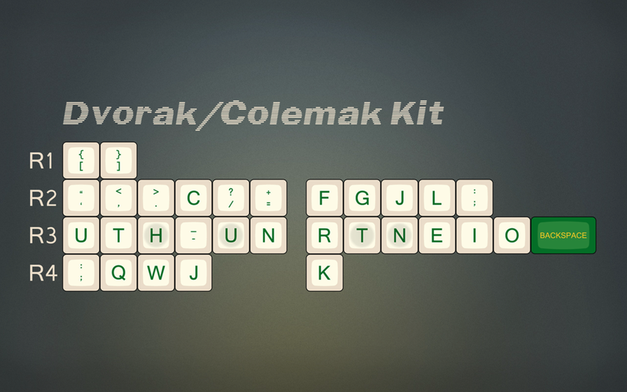 Dvorak/Colemak Kit
R1 { [ } ]
R2 " ' < , > . C ? / + = F G J L : ;
R3 U T H _ - U N R T N E I O BACKSPACE
R4 : ; Q W J K